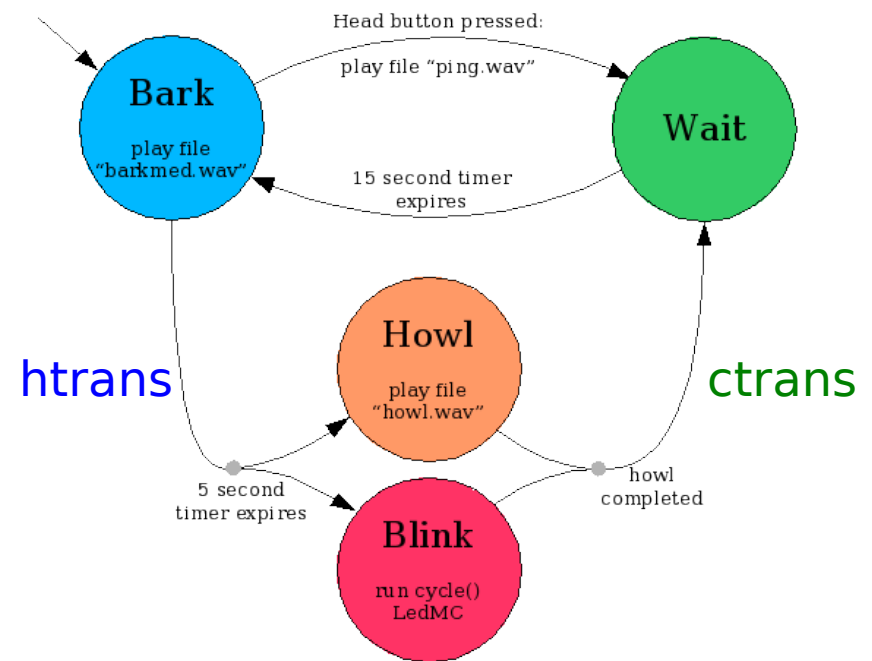 Head button pressed:
play file “ping.wav”
Bark
play file
“barkmed.wav”
Wait
15 second timer
expires
Howl
play file
“howl.wav”
htrans
ctrans
5 second
timer expires
howl
completed
Blink
run cycle()
LedMC